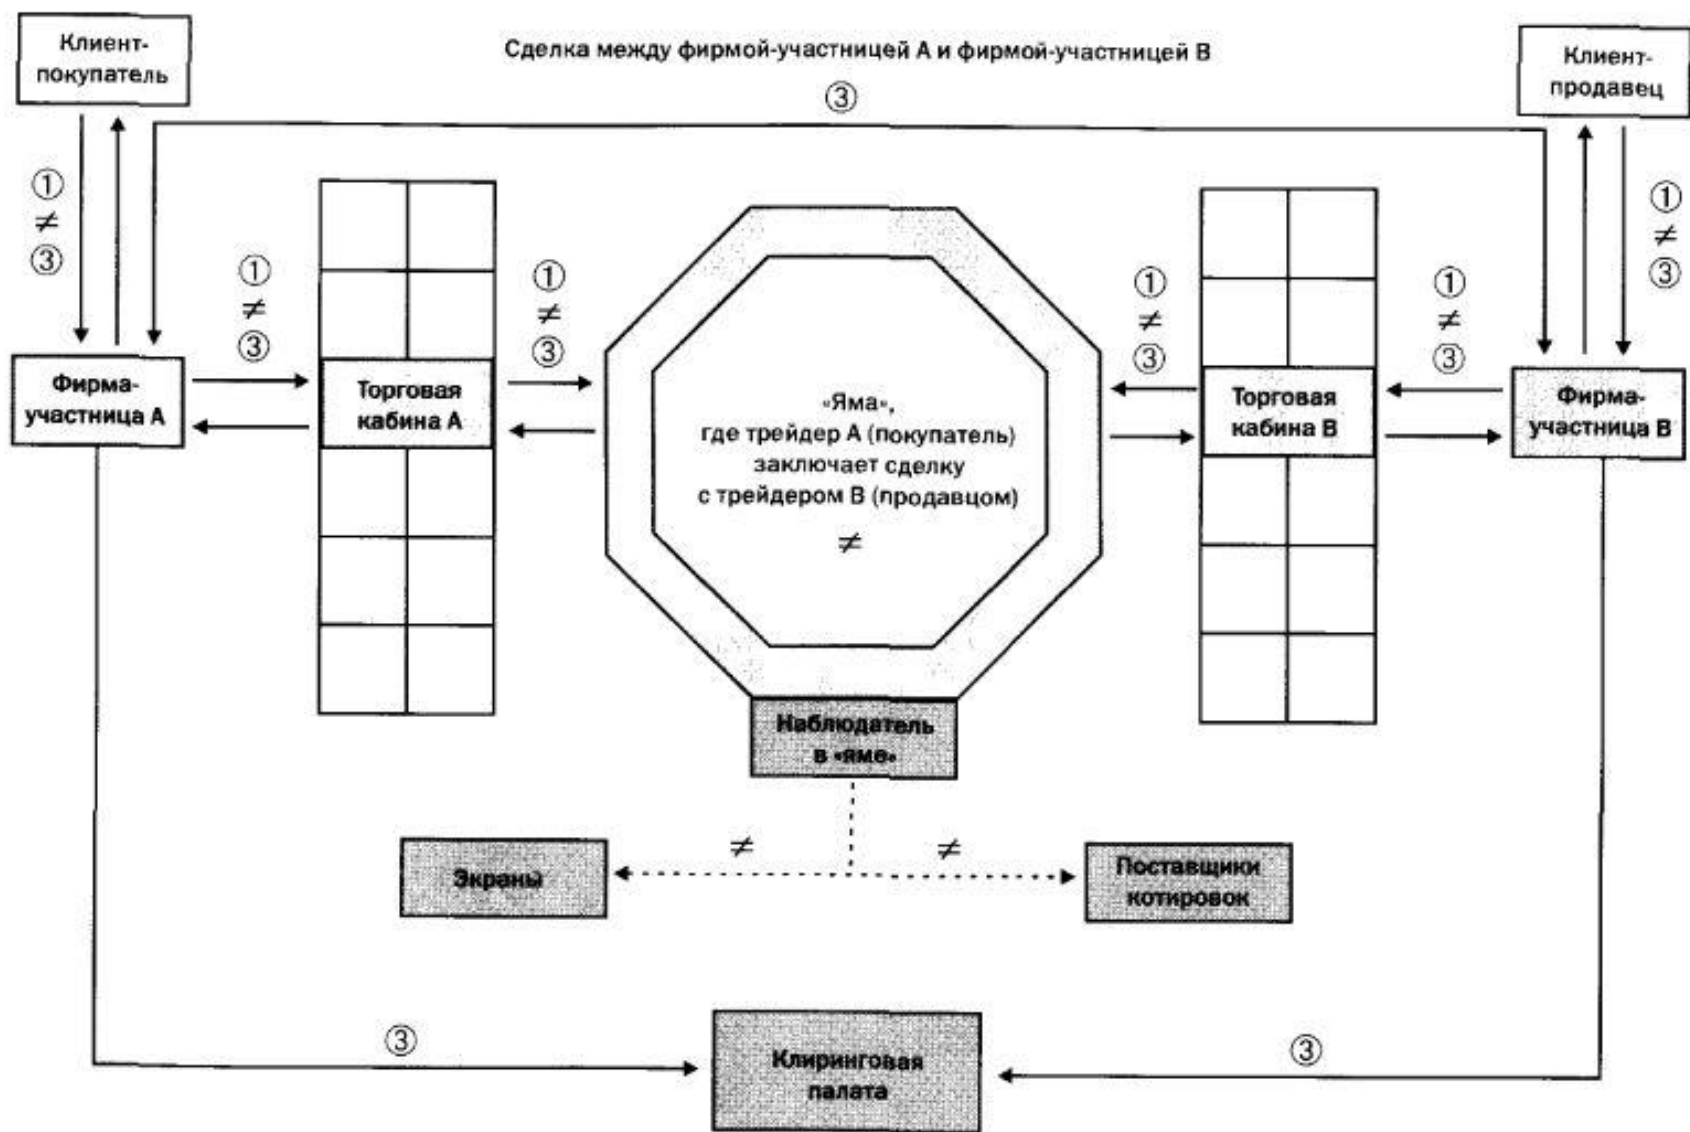 Клиент-
покупатель
Сделка между фирмой-участницей А и фирмой-участницей В
Клиент-
продавец
③
①
≠
③
①
≠
③
①
≠
③
①
≠
③
①
≠
③
①
≠
③
Фирма-
участница А
Торговая
кабина А
«Яма»,
где трейдер А (покупатель)
заключает сделку
с трейдером В (продавцом)
≠
Торговая
кабина В
Фирма-
участница В
Наблюдатель
в «яме»
≠
≠
Экраны
Поставщики
котировок
③
③
Клиринговая
палата